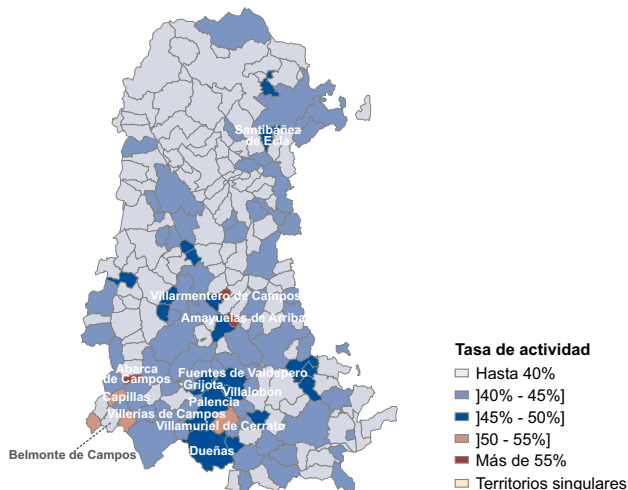 Santibáñez
de Ecla
Villarmentero de Campos
Amayuelas de Arriba
Abarca
de Campos
Fuentes de Valdepero
Grijota
Villalobón
Capillas
Palencia
Villerías de Campos
Villamuriel de Cerrato
Belmonte de Campos
Dueñas
Tasa de actividad
Hasta 40%
]40% - 45%]
]45% - 50%]
]50 - 55%]
Más de 55%
Territorios singulares